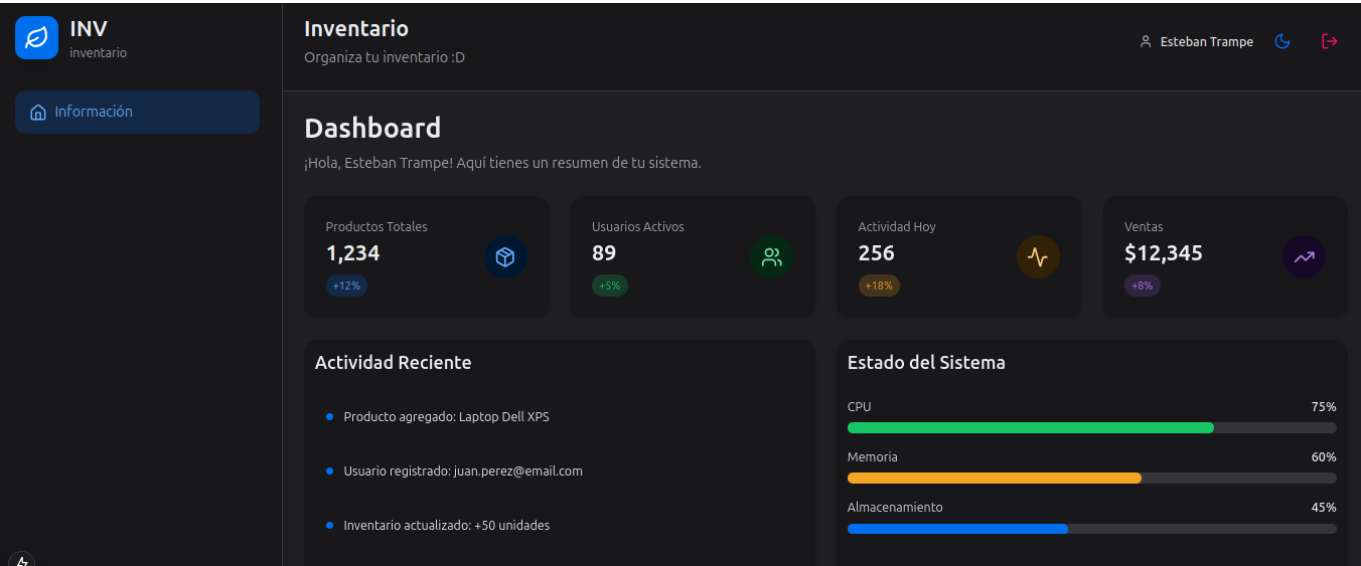 INV
inventario
Información
Inventario
Organiza tu inventario :D
Esteban Trampe
Dashboard
¡Hola, Esteban Trampe! Aquí tienes un resumen de tu sistema.
Productos Totales
1,234
+12%
Usuarios Activos
89
+5%
Actividad Hoy
256
+18%
Ventas
$12,345
+8%
Actividad Reciente
Producto agregado: Laptop Dell XPS
Usuario registrado: juan.perez@email.com
Inventario actualizado: +50 unidades
Estado del Sistema
CPU 75%
Memoria 60%
Almacenamiento 45%